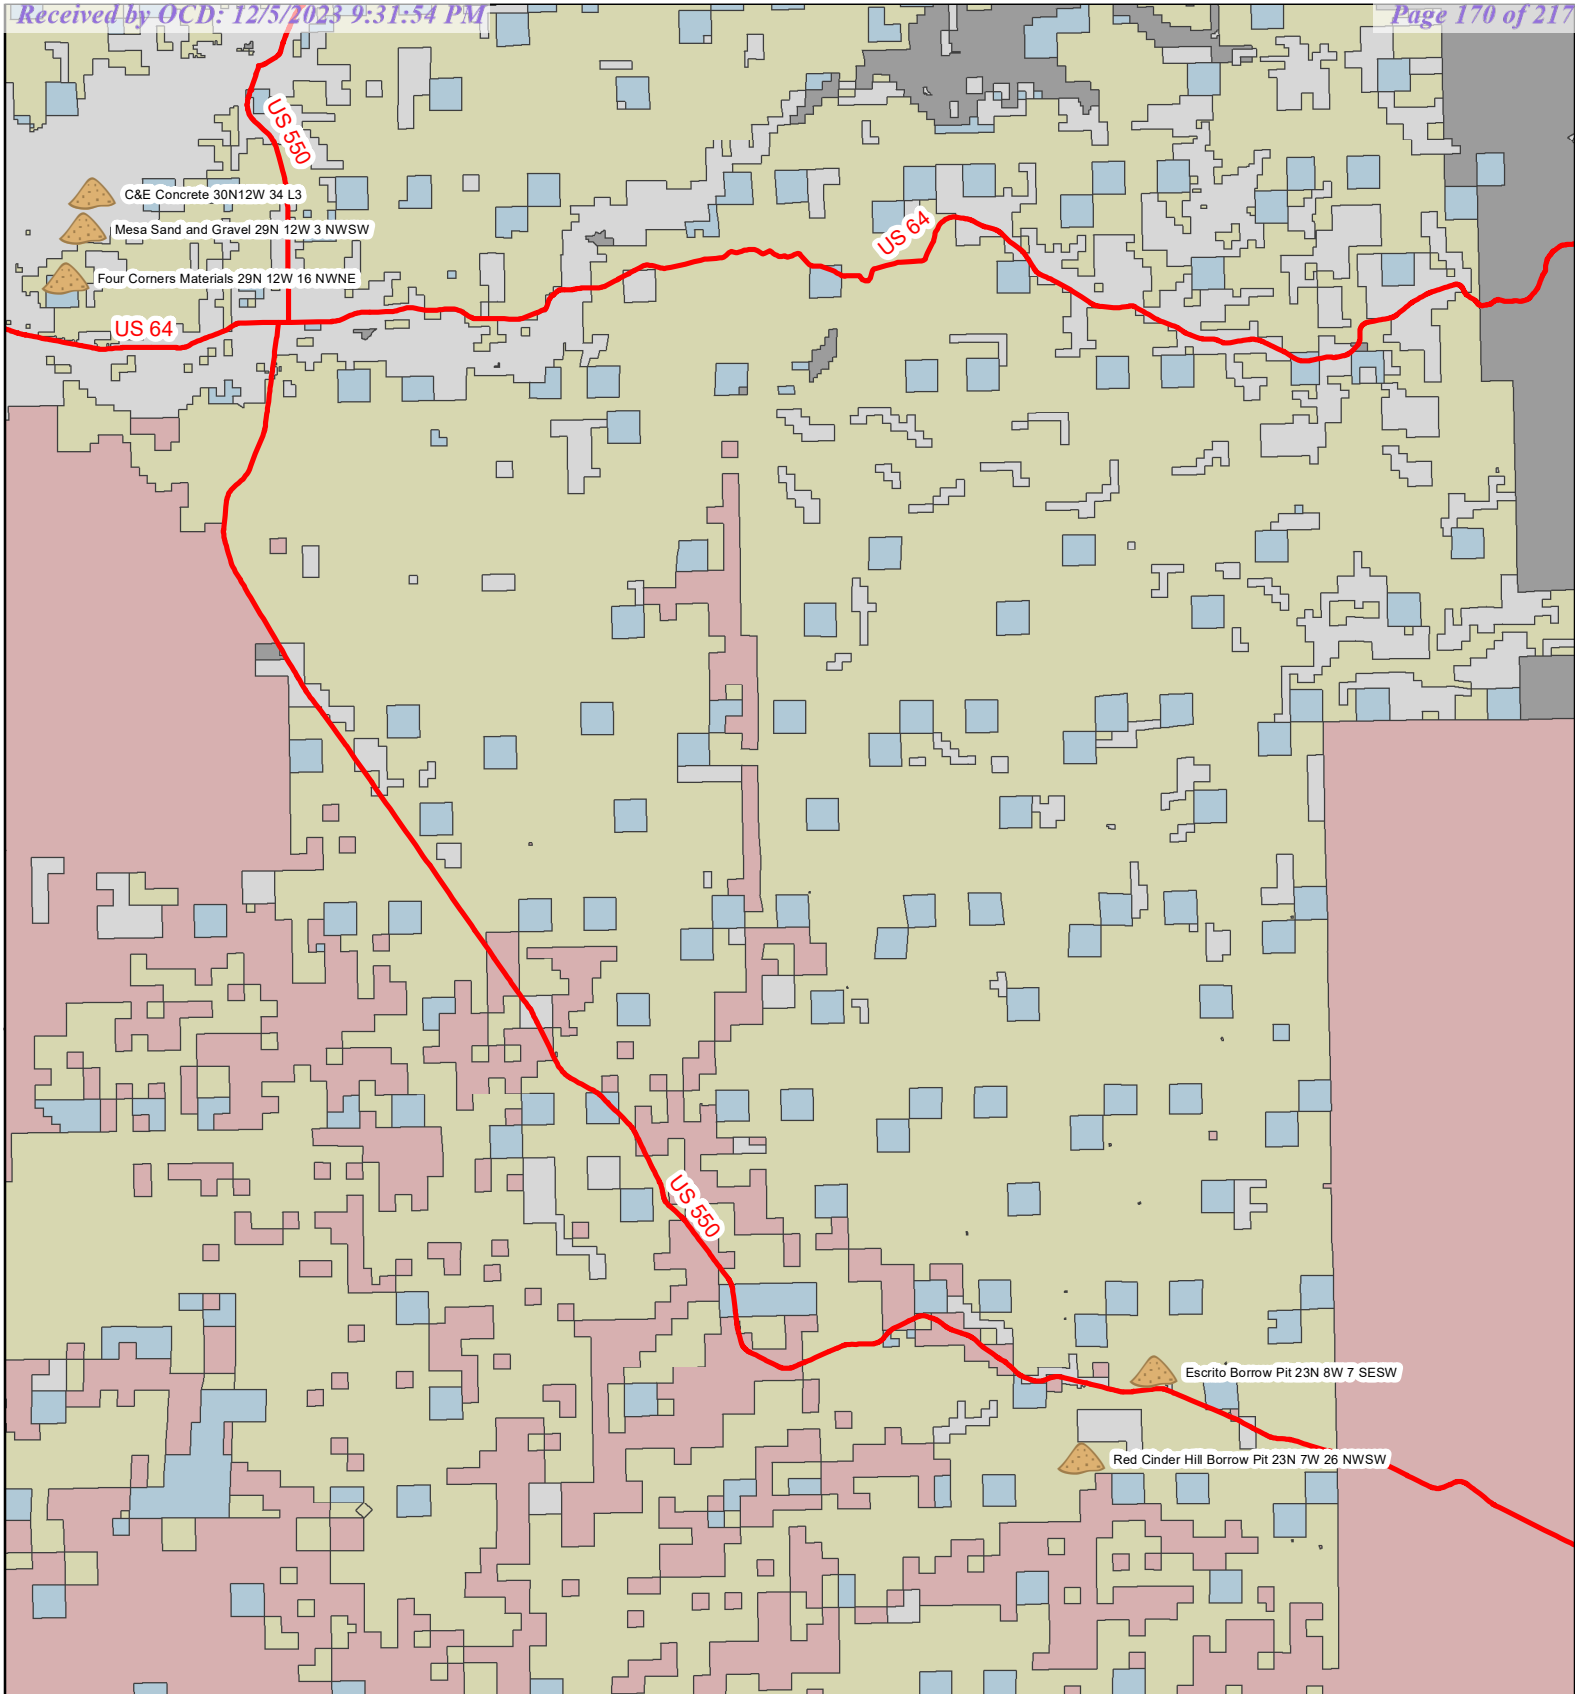 Received by OCD: 12/5/2023 9:31:54 PM
Page 170 of 217
US 550
C&E Concrete 30N12W 34 L3
Mesa Sand and Gravel 29N 12W 3 NWSW
US 64
Four Corners Materials 29N 12W 16 NWNE
US 64
US 550
Escrito Borrow Pit 23N 8W 7 SESW
Red Cinder Hill Borrow Pit 23N 7W 26 NWSW